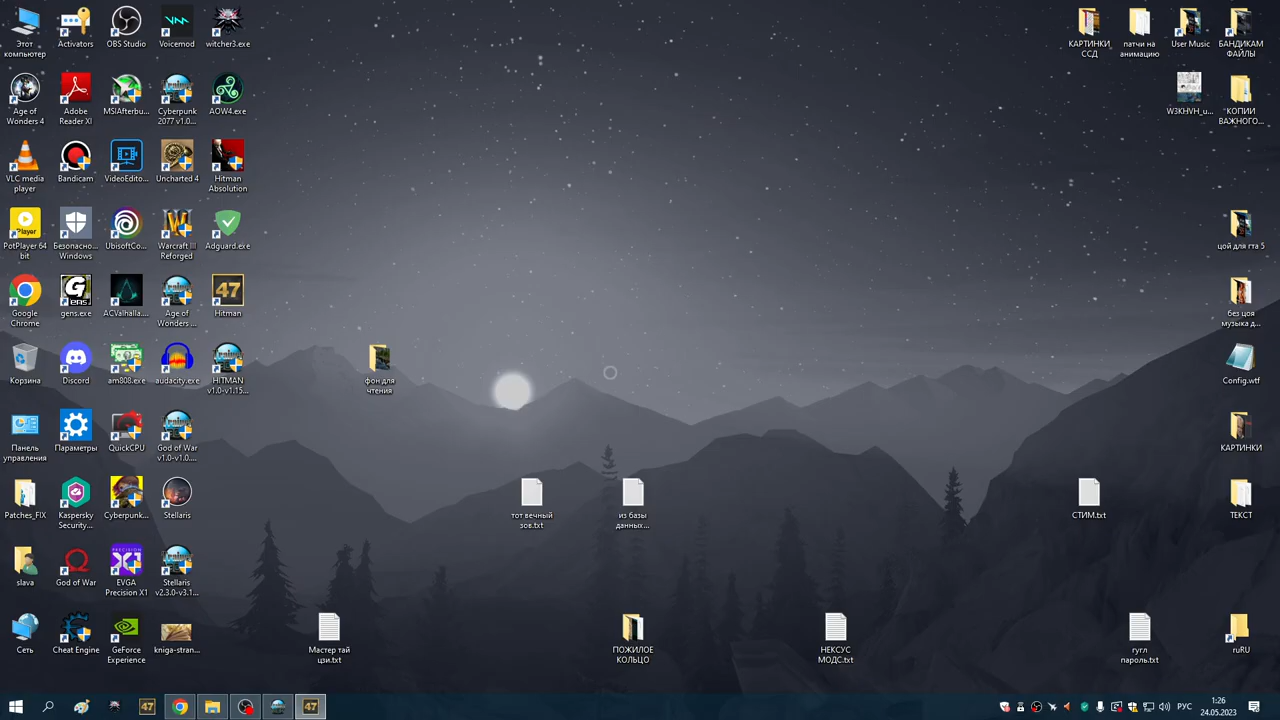 Этот
компьютер
Activators
OBS Studio
Voicemod
witcher3.exe
КАРТИНКИ
ССД
патчи на
анимацию
User Music
БАНДИКАМ
ФАЙЛЫ
Age of
Wonders 4
Adobe
Reader XI
MSIAfterbu...
Cyberpunk
2077 v1.0...
AOW4.exe
W3KHVH_u...
КОПИИ
ВАЖНОГО...
VLC media
player
Bandicam
VideoEdito...
Uncharted 4
Hitman
Absolution
PotPlayer 64
bit
Безопасно...
Windows
UbisoftCo...
Warcraft III
Reforged
Adguard.exe
цой для гта 5
Google
Chrome
gens.exe
ACValhalla...
Age of
Wonders ...
Hitman
без цоя
музыка д...
Корзина
Discord
am808.exe
audacity.exe
HITMAN
v1.0-v1.15...
фон для
чтения
Config.wtf
Панель
управления
Параметры
QuickCPU
God of War
v1.0-v1.0....
КАРТИНКИ
Patches_FIX
Kaspersky
Security...
Cyberpunk...
Stellaris
тот вечный
зов.txt
из базы
данных...
СТИМ.txt
ТЕКСТ
slava
God of War
EVGA
Precision X1
Stellaris
v2.3.0-v3.1...
Сеть
Cheat Engine
GeForce
Experience
kniga-stran...
Мастер тай
цзи.txt
ПОЖИЛОЕ
КОЛЬЦО
НЕКСУС
МОДС.txt
гугл
пароль.txt
ruRU
РУС
1:26
24.05.2023